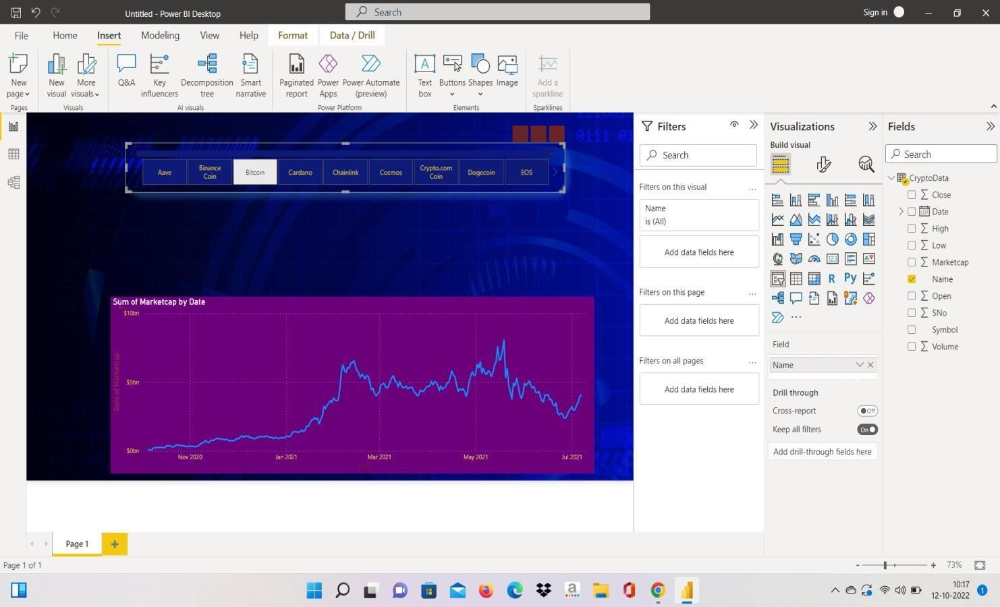 Untitled - Power BI Desktop
Search
Sign in
File
Home
Insert
Modeling
View
Help
Format
Data / Drill
New
page
Pages
New
visual
More
visuals
Visuals
Q&A
Key
influencers
Decomposition
tree
Smart
narrative
AI visuals
Paginated
report
Power
Apps
Power Automate
(preview)
Power Platform
Text
box
Buttons
Shapes
Image
Elements
Add a
sparkline
Sparklines
Aave
Binance
Coin
Bitcoin
Cardano
Chainlink
Cosmos
Crypto.com
Coin
Dogecoin
EOS
Sum of Marketcap by Date
$10bn
$5bn
$0bn
Sum of Marketcap
Nov 2020
Jan 2021
Mar 2021
May 2021
Jul 2021
Date
Filters
Search
Filters on this visual
...
Name
is (All)
Add data fields here
Filters on this page
...
Add data fields here
Filters on all pages
...
Add data fields here
Visualizations
Build visual
123
R
Py
...
Field
Name
Drill through
Cross-report
Off
Keep all filters
On
Add drill-through fields here
Fields
Search
CryptoData
Close
Date
High
Low
Marketcap
Name
Open
SNo
Symbol
Volume
Page 1
Page 1 of 1
73%
10:17
12-10-2022
1